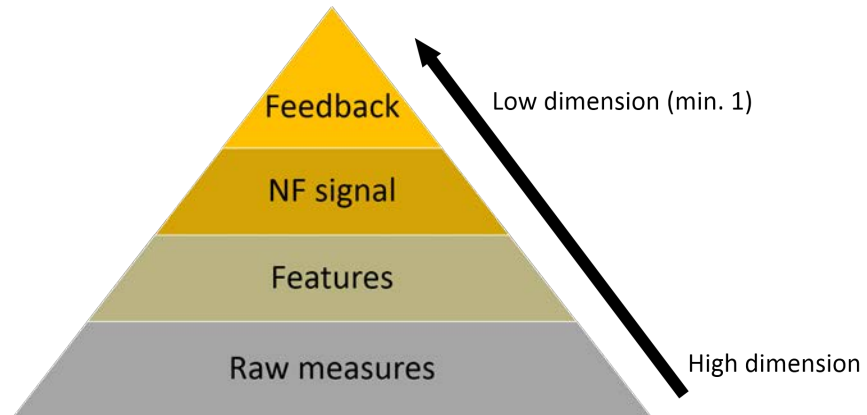 Feedback
Low dimension (min. 1)
NF signal
Features
Raw measures
High dimension